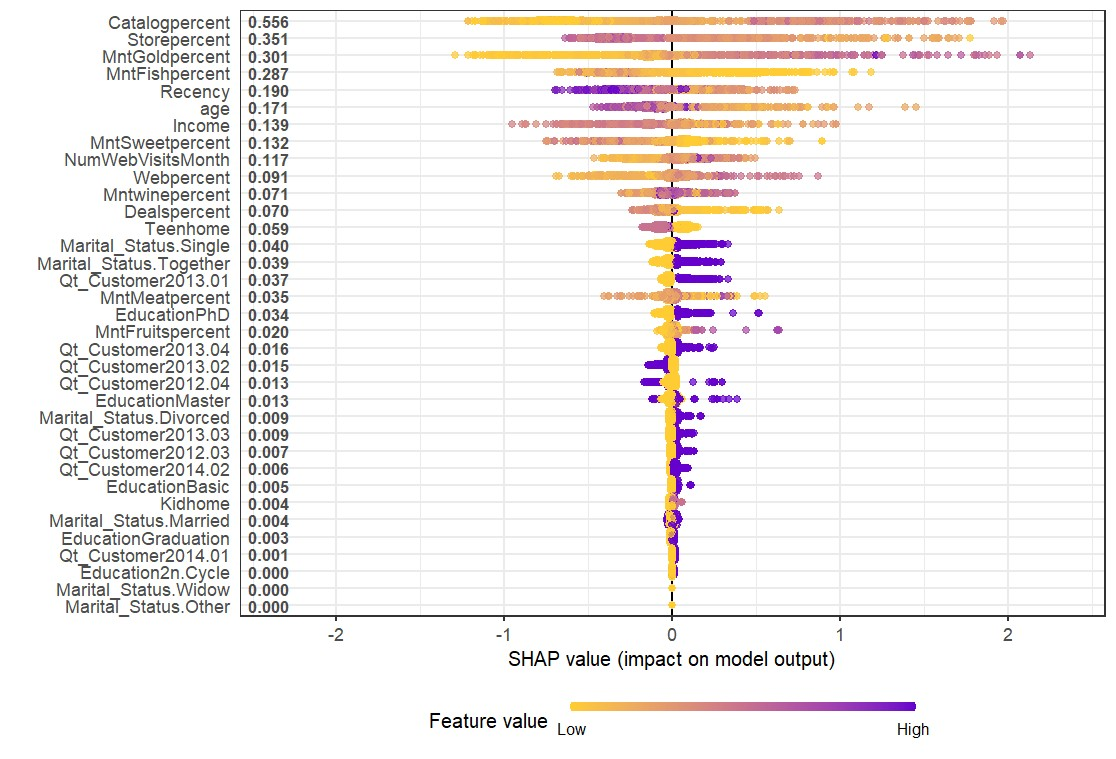 Catalogpercent 0.556
Storepercent 0.351
MntGoldpercent 0.301
MntFishpercent 0.287
Recency 0.190
age 0.171
Income 0.139
MntSweetpercent 0.132
NumWebVisitsMonth 0.117
Webpercent 0.091
Mntwinepercent 0.071
Dealspercent 0.070
Teenhome 0.059
Marital_Status.Single 0.040
Marital_Status.Together 0.039
Qt_Customer2013.01 0.037
MntMeatpercent 0.035
EducationPhD 0.034
MntFruitspercent 0.020
Qt_Customer2013.04 0.016
Qt_Customer2013.02 0.015
Qt_Customer2012.04 0.013
EducationMaster 0.013
Marital_Status.Divorced 0.009
Qt_Customer2013.03 0.009
Qt_Customer2012.03 0.007
Qt_Customer2014.02 0.006
EducationBasic 0.005
Kidhome 0.004
Marital_Status.Married 0.004
EducationGraduation 0.003
Qt_Customer2014.01 0.001
Education2n.Cycle 0.000
Marital_Status.Widow 0.000
Marital_Status.Other 0.000
-2 -1 0 1 2
SHAP value (impact on model output)
Feature value
Low High